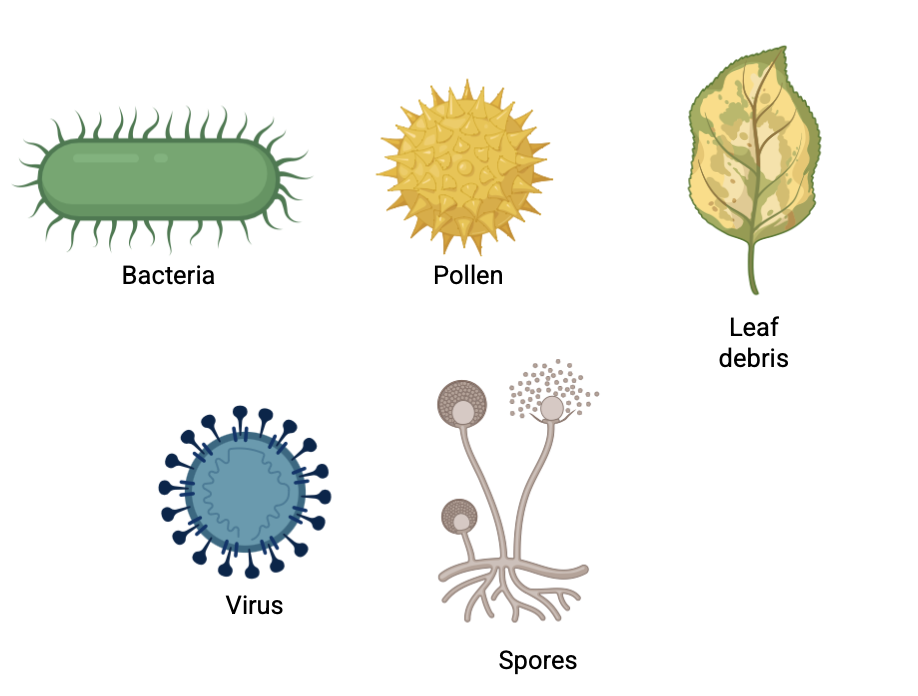 Bacteria
Pollen
Leaf
debris
Virus
Spores